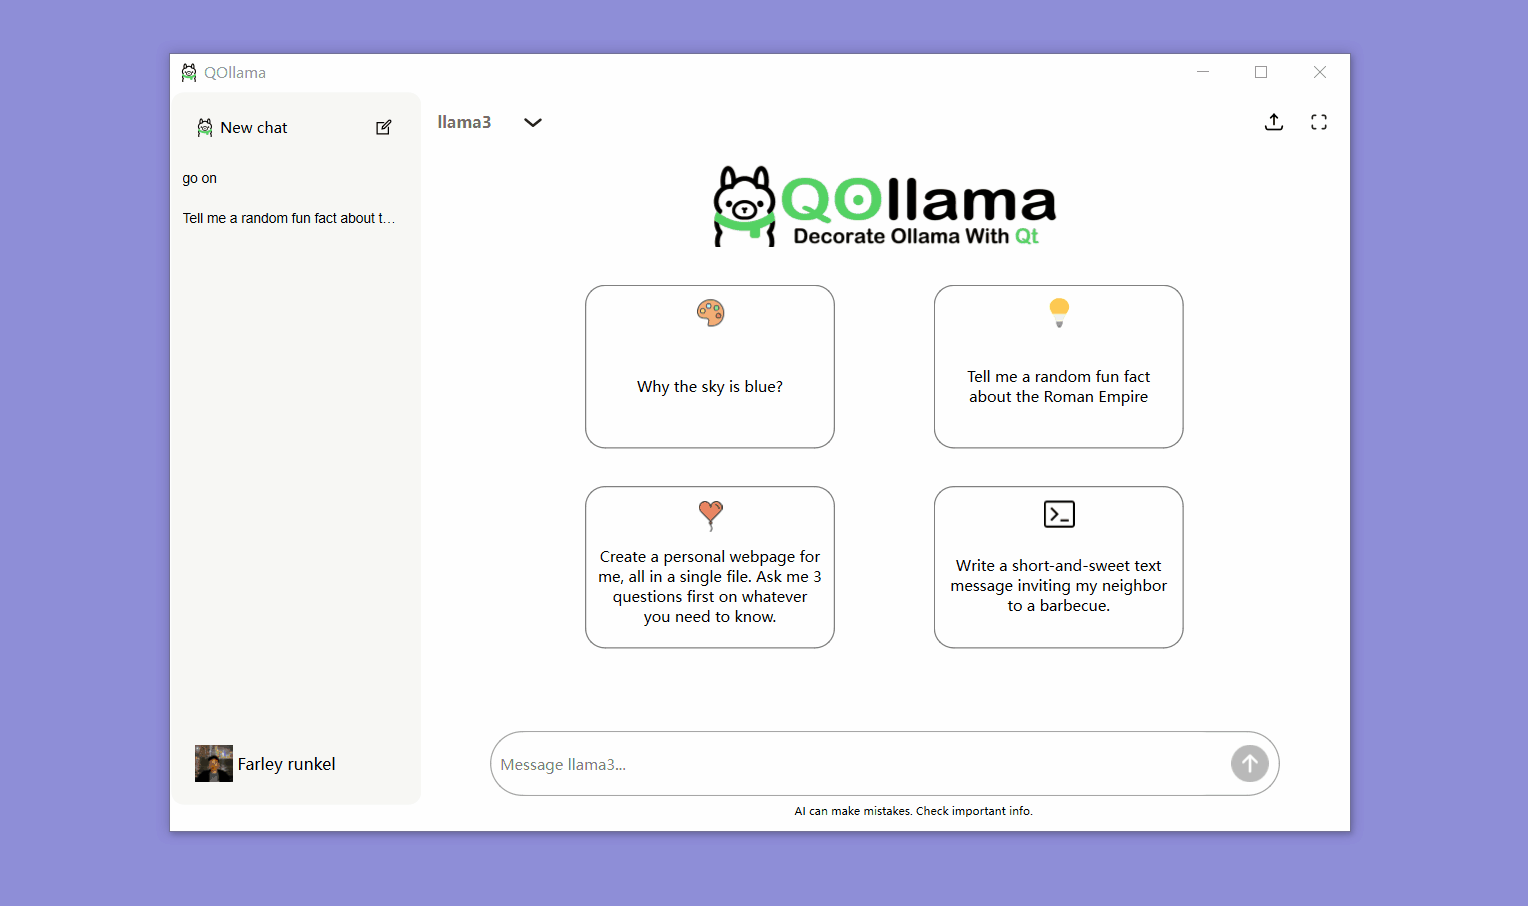 QOllama
New chat
go on
Tell me a random fun fact about t...
Farley runkel
llama3
QOllama
Decorate Ollama With Qt
Why the sky is blue?
Tell me a random fun fact
about the Roman Empire
Create a personal webpage for
me, all in a single file. Ask me 3
questions first on whatever
you need to know.
Write a short-and-sweet text
message inviting my neighbor
to a barbecue.
Message llama3...
AI can make mistakes. Check important info.